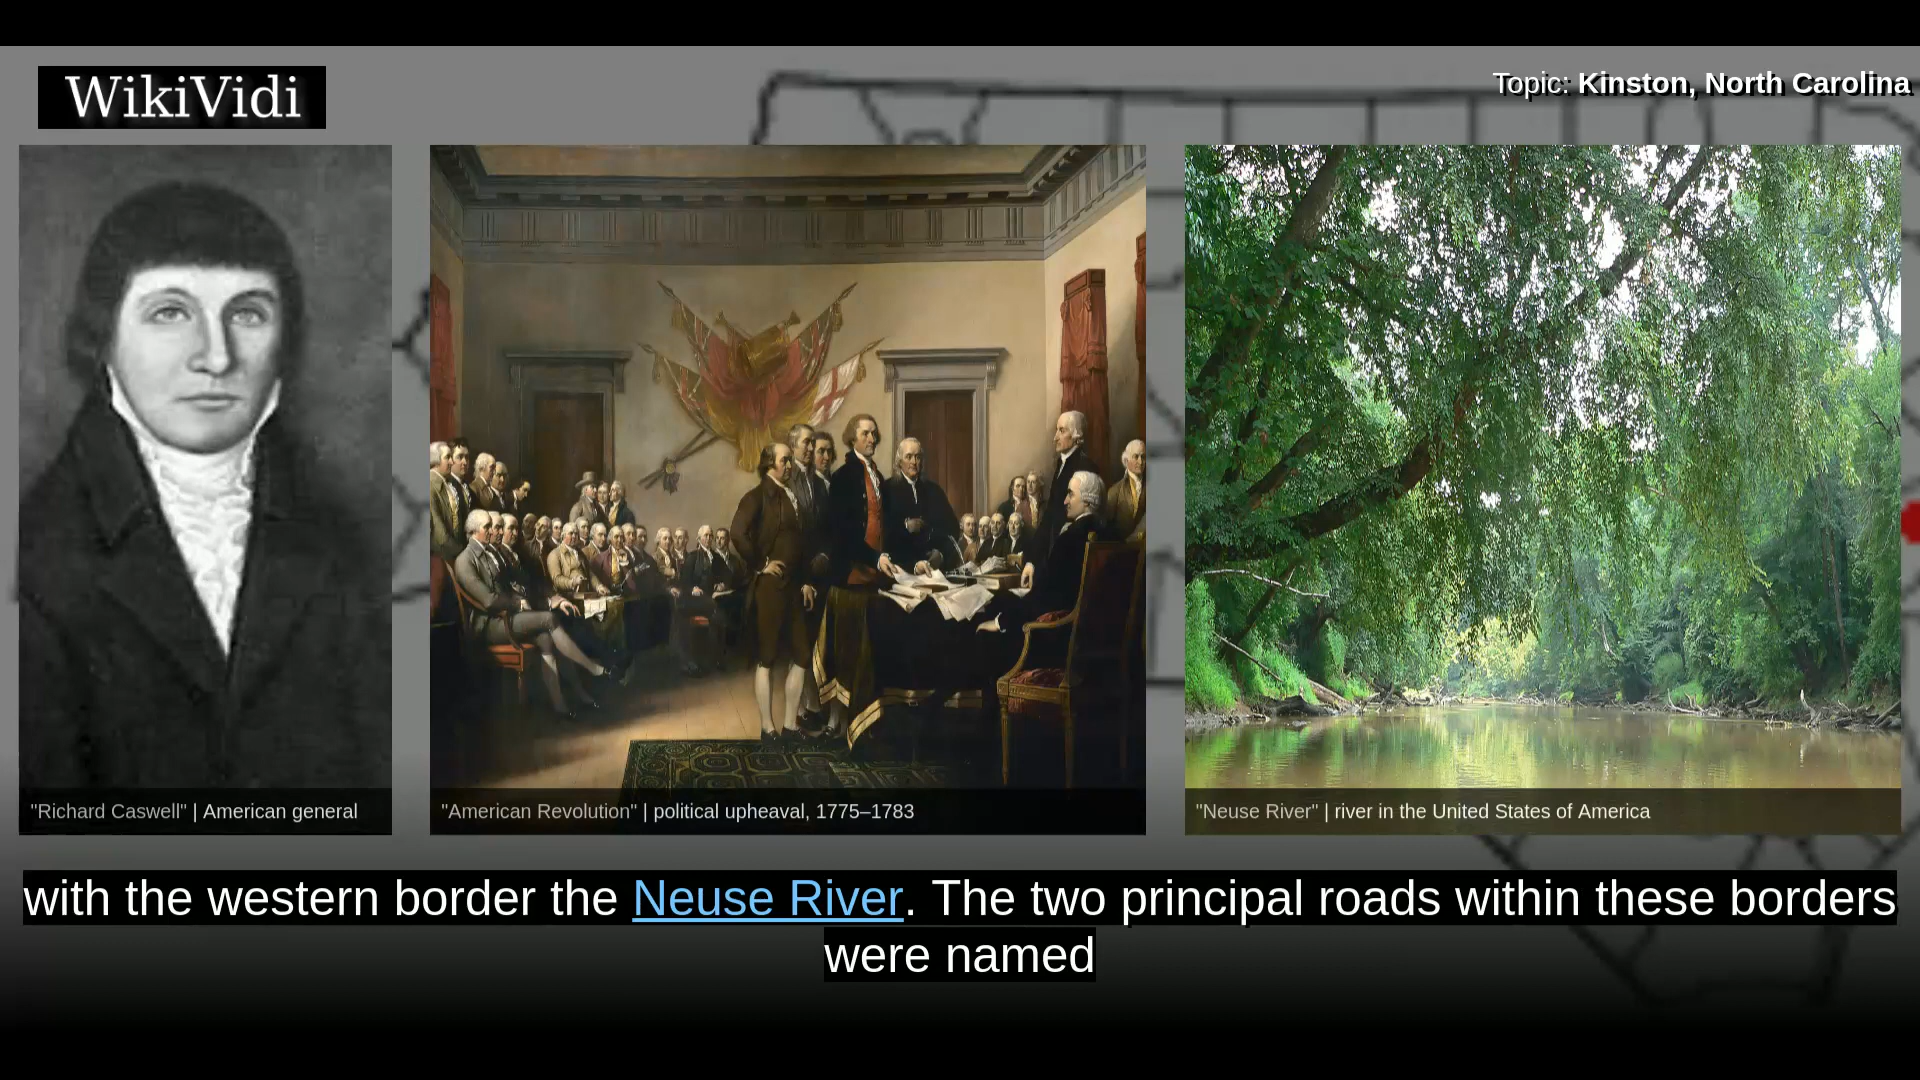 WikiVidi
Topic: Kinston, North Carolina
"Richard Caswell" | American general
"American Revolution" | political upheaval, 1775–1783
"Neuse River" | river in the United States of America
with the western border the Neuse River. The two principal roads within these borders
were named